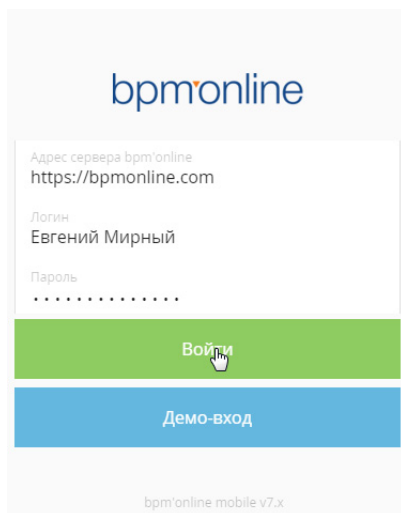 bpm'online
Адрес сервера bpm'online
https://bpmonline.com
Логин
Евгений Мирный
Пароль
••••••••••••••
Войти
Демо-вход
bpm'online mobile v7.x